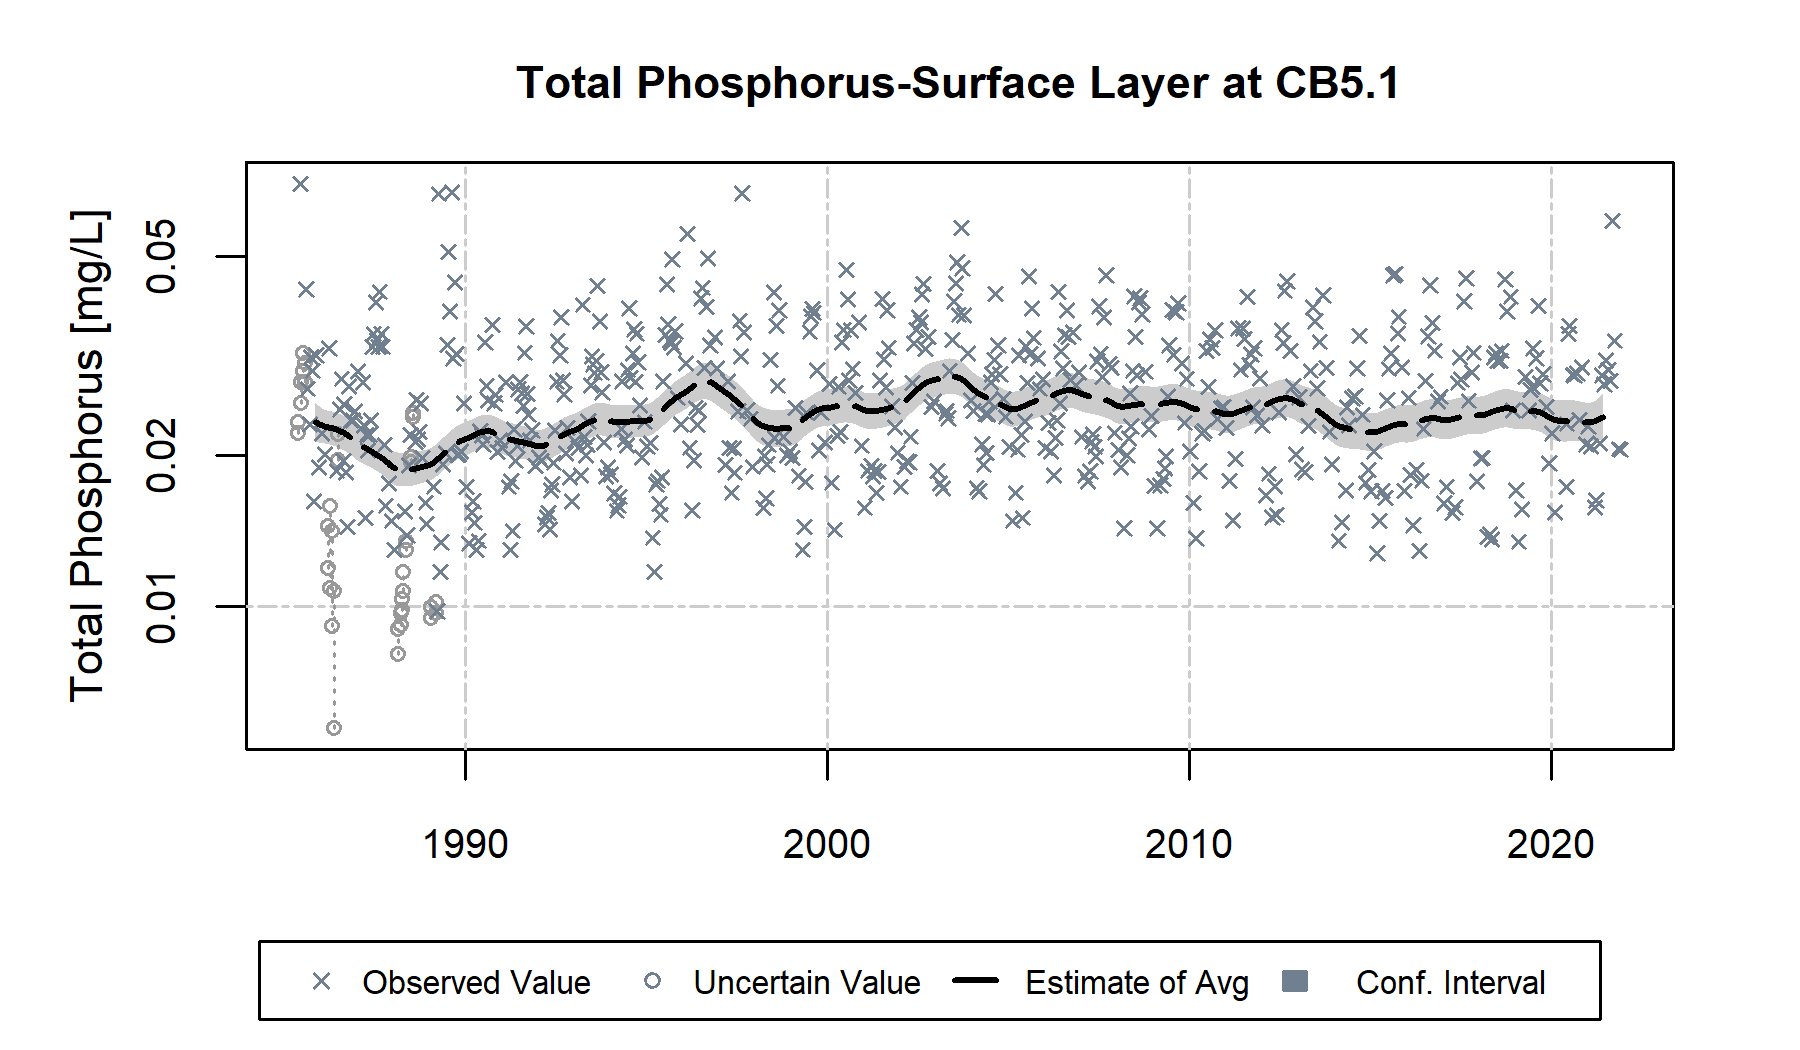 Total Phosphorus-Surface Layer at CB5.1
Total Phosphorus [mg/L]
0.05
0.02
0.01
1990 2000 2010 2020
Observed Value Uncertain Value Estimate of Avg Conf. Interval